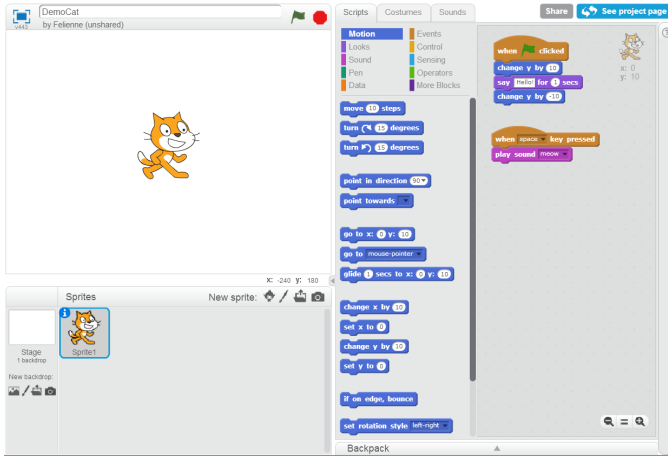 DemoCat
by Felienne (unshared)
v442
Scripts Costumes Sounds
Share See project page
Motion Events
Looks Control
Sound Sensing
Pen Operators
Data More Blocks
move 10 steps
turn 15 degrees
turn 15 degrees
point in direction 90
point towards
go to x: 0 y: 10
go to mouse-pointer
glide 1 secs to x: 0 y: 10
change x by 10
set x to 0
change y by 10
set y to 0
if on edge, bounce
set rotation style left-right
when clicked
change y by 10
say Hello! for 1 secs
change y by -10
x: 0
y: 10
when space key pressed
play sound meow
X: -240 y: 180
Sprites New sprite:
Stage
1 backdrop
New backdrop:
Sprite1
Backpack